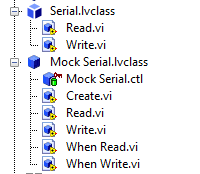 Serial.lvclass
Read.vi
Write.vi
Mock Serial.lvclass
Mock Serial.ctl
Create.vi
Read.vi
Write.vi
When Read.vi
When Write.vi